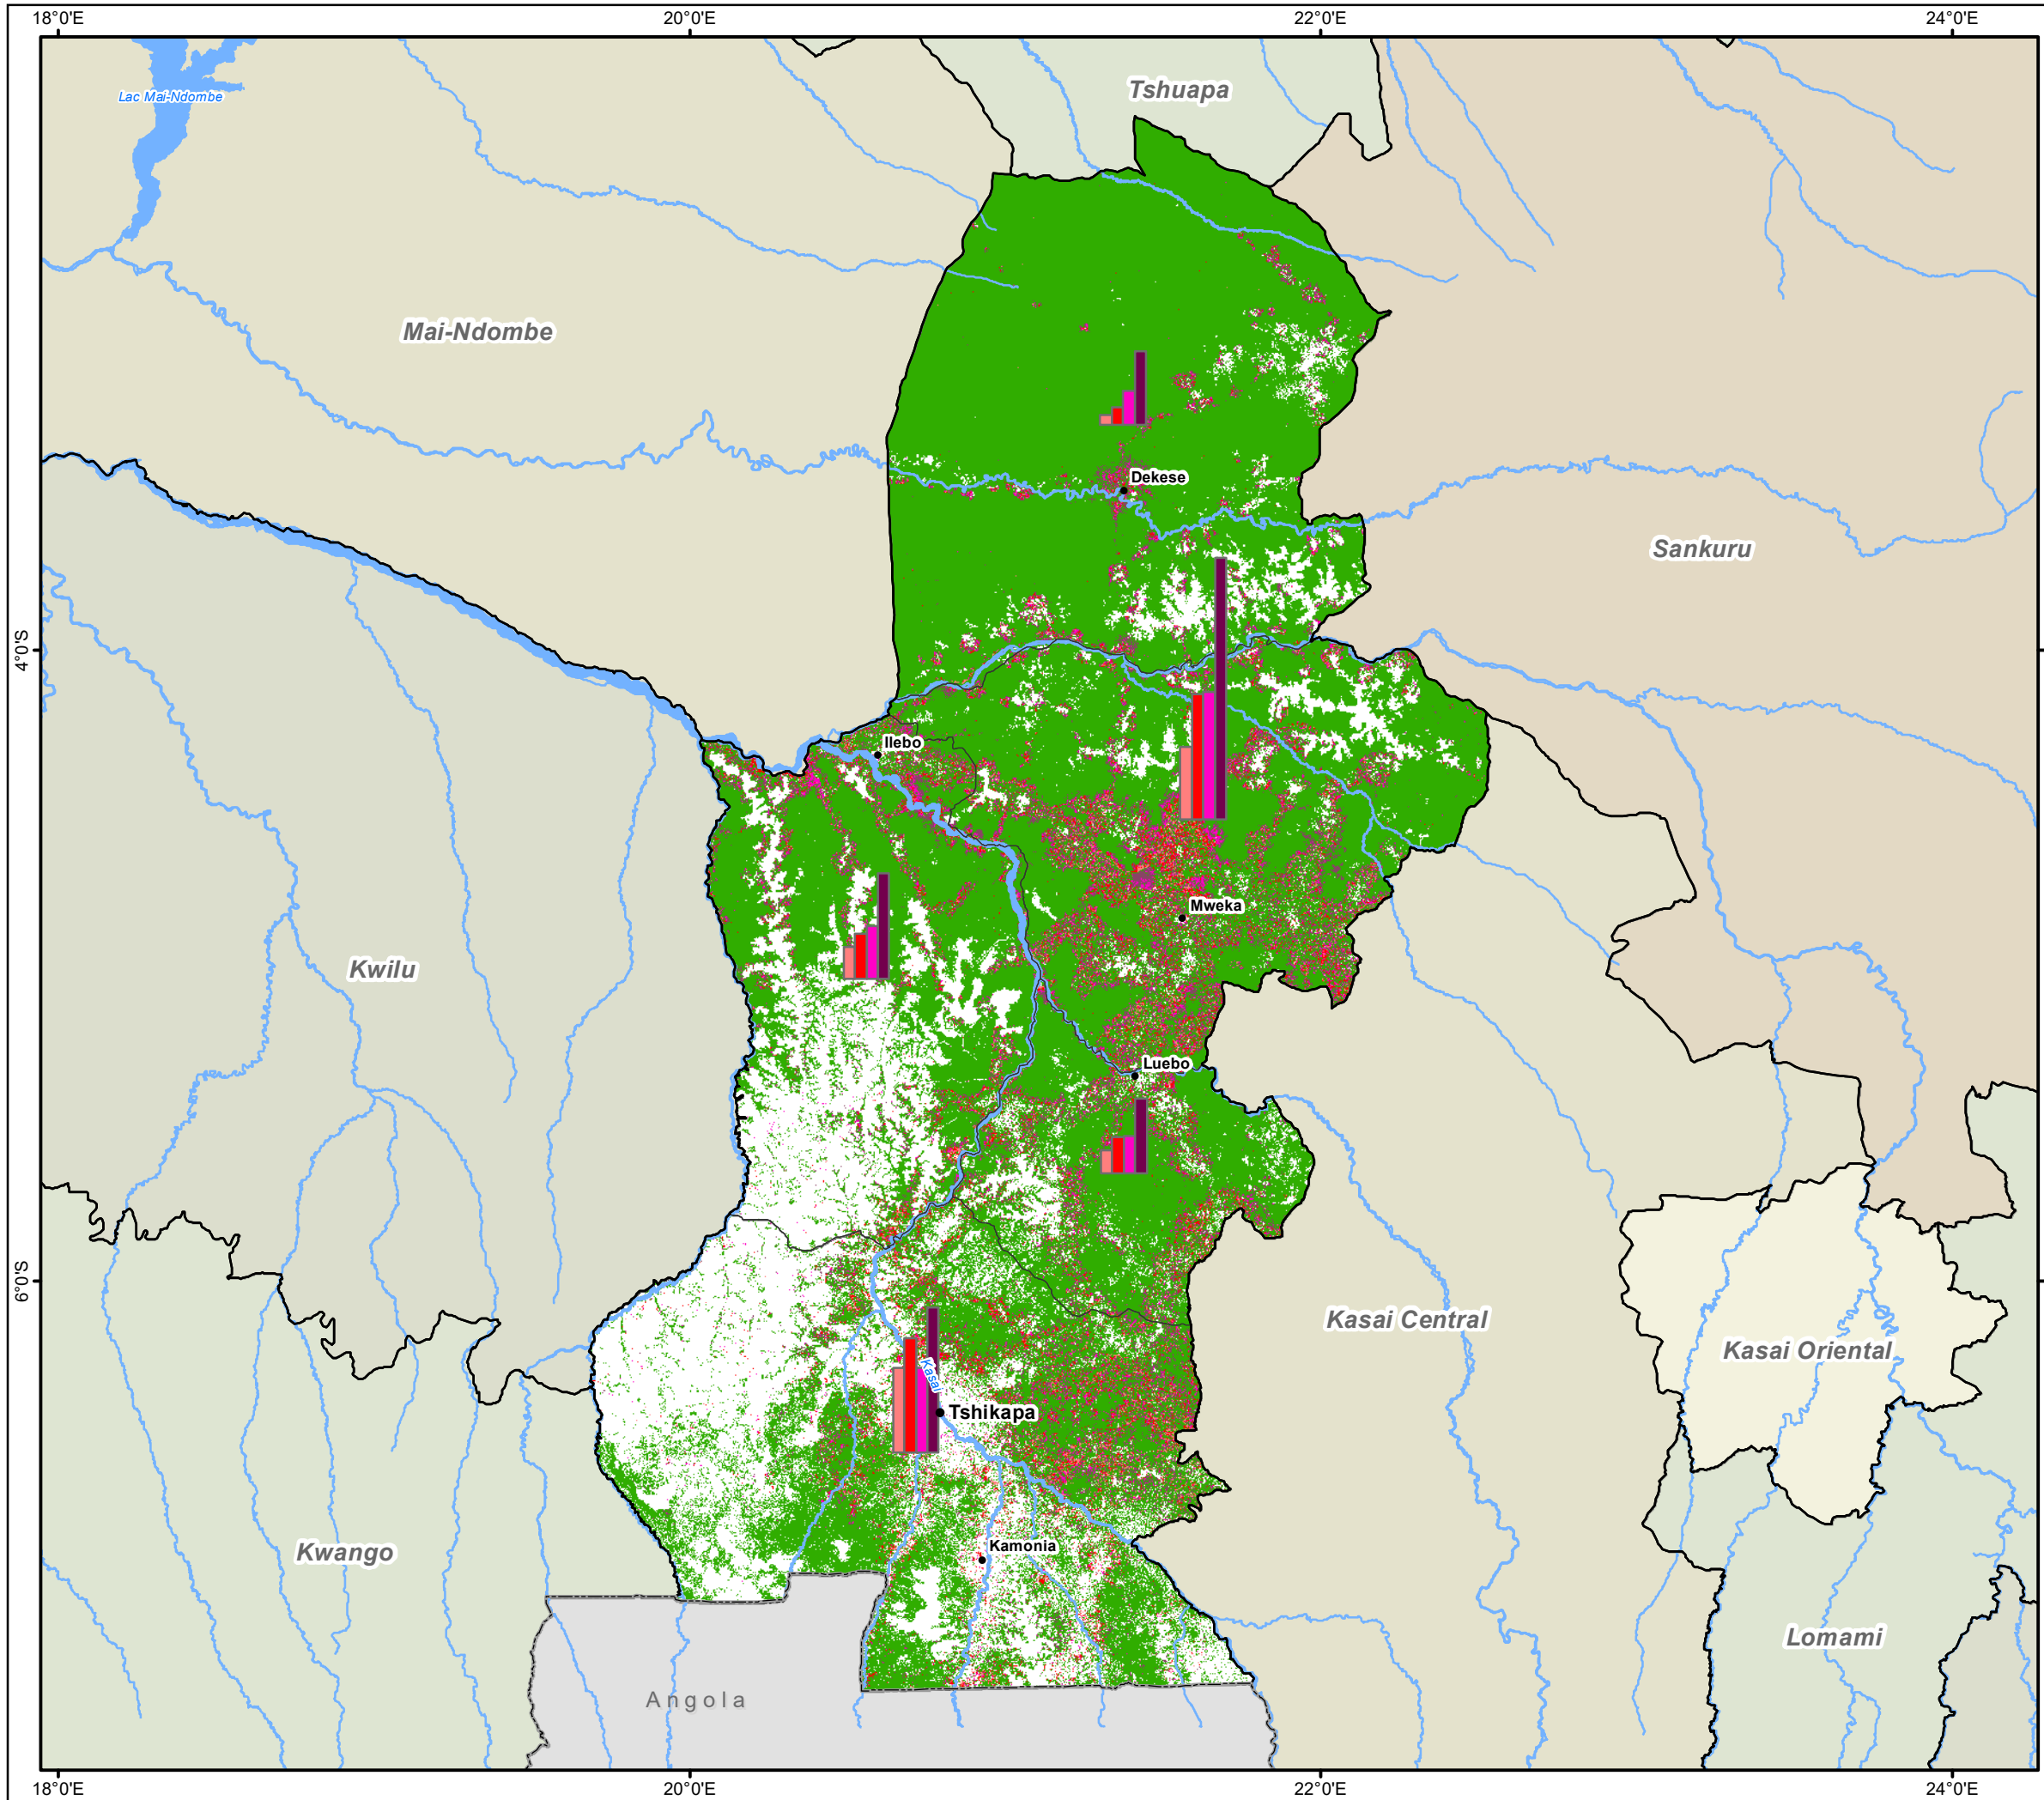 18°0'E 20°0'E 22°0'E 24°0'E
Lac Mai-Ndombe
Tshuapa
Mai-Ndombe
Dekese
Sankuru
4°0'S
Ilebo
Mweka
Kwilu
Luebo
6°0'S
Kasai Central
Kasai Oriental
Kasai
Tshikapa
Kamonia
Kwango
Lomami
Angola
18°0'E 20°0'E 22°0'E 24°0'E